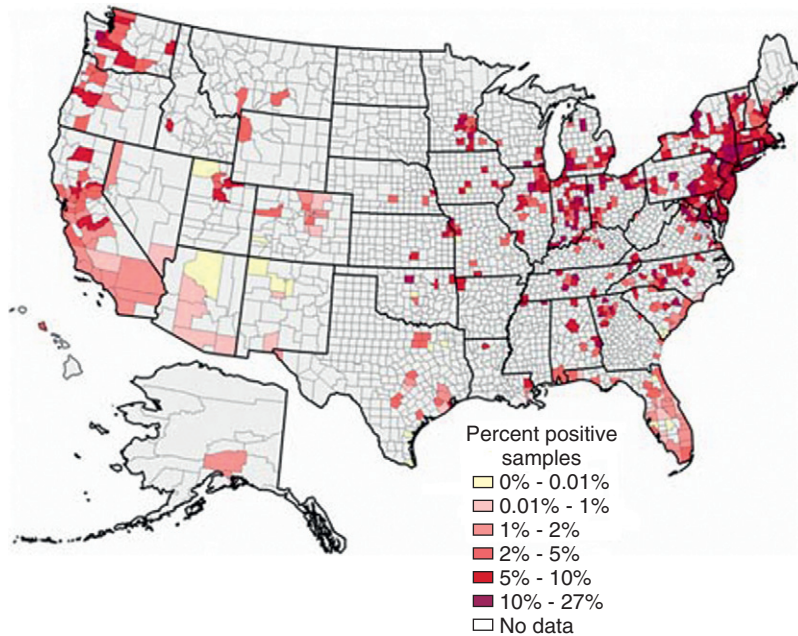 Percent positive
samples
0% - 0.01%
0.01% - 1%
1% - 2%
2% - 5%
5% - 10%
10% - 27%
No data